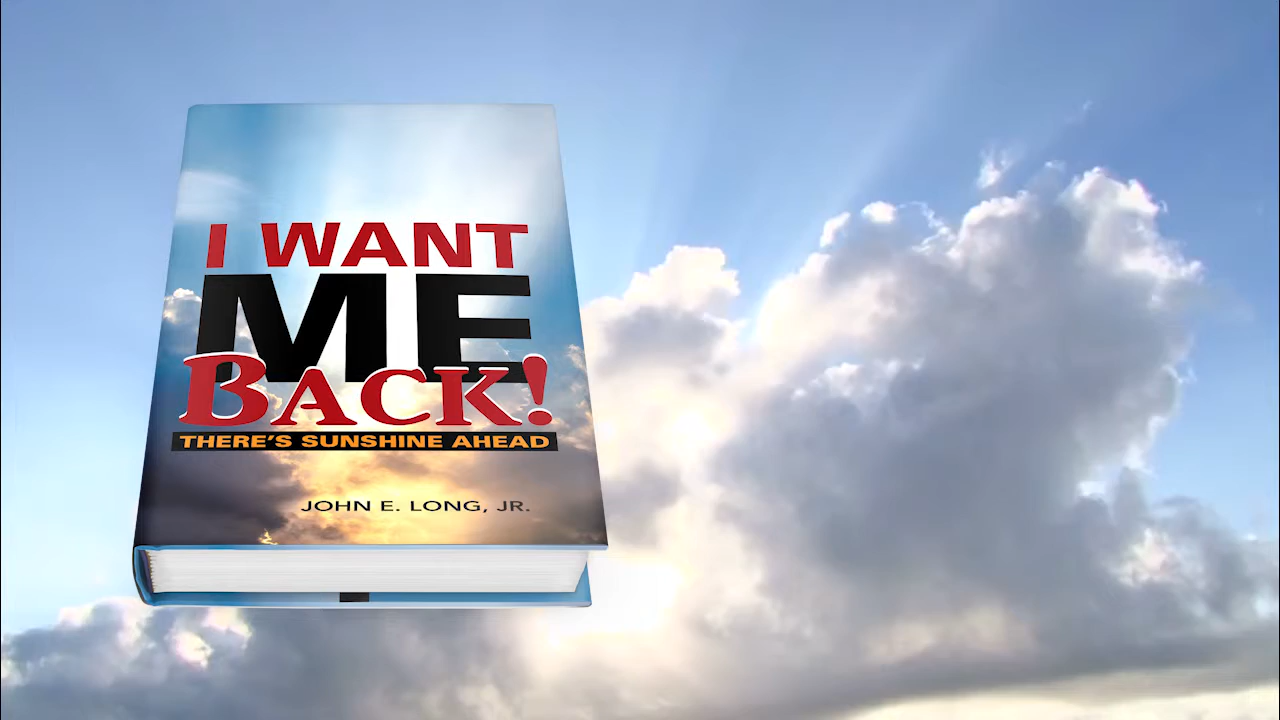 I WANT
ME
BACK!
THERE'S SUNSHINE AHEAD
JOHN E. LONG, JR.